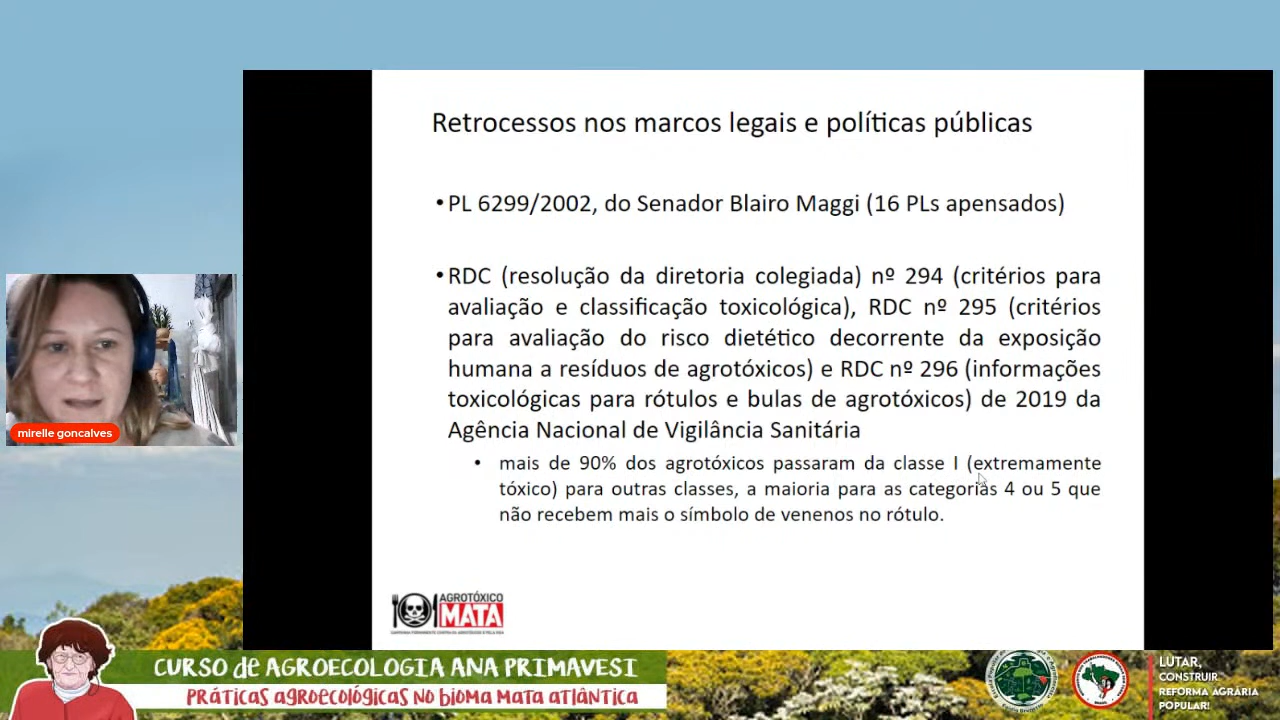 Retrocessos nos marcos legais e políticas públicas
•PL 6299/2002, do Senador Blairo Maggi (16 PLs apensados)
•RDC (resolução da diretoria colegiada) nº 294 (critérios para
avaliação e classificação toxicológica), RDC nº 295 (critérios
para avaliação do risco dietético decorrente da exposição
humana a resíduos de agrotóxicos) e RDC nº 296 (informações
toxicológicas para rótulos e bulas de agrotóxicos) de 2019 da
Agência Nacional de Vigilância Sanitária
• mais de 90% dos agrotóxicos passaram da classe I (extremamente
tóxico) para outras classes, a maioria para as categorias 4 ou 5 que
não recebem mais o símbolo de venenos no rótulo.
mirelle goncalves
AGROTÓXICO
MATA
CURSO de AGROECOLOGIA ANA PRIMAVESI
PRÁTICAS agroecológicas NO bioma MATA atlântica
LUTAR,
CONSTRUIR
REFORMA AGRÁRIA
POPULAR!